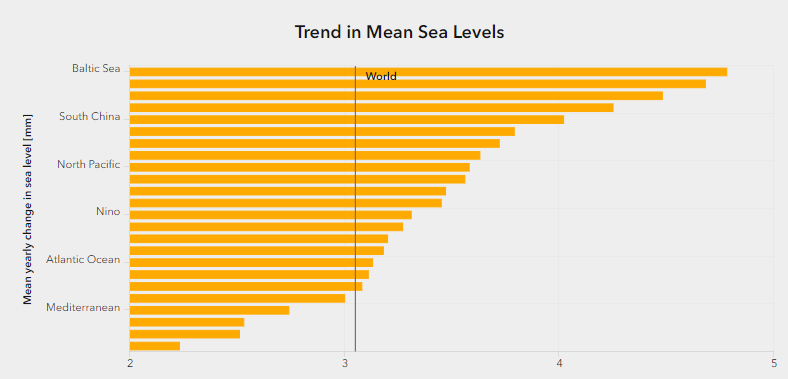 Trend in Mean Sea Levels
Baltic Sea
World
South China
North Pacific
Nino
Atlantic Ocean
Mediterranean
Mean yearly change in sea level [mm]
2
3
4
5